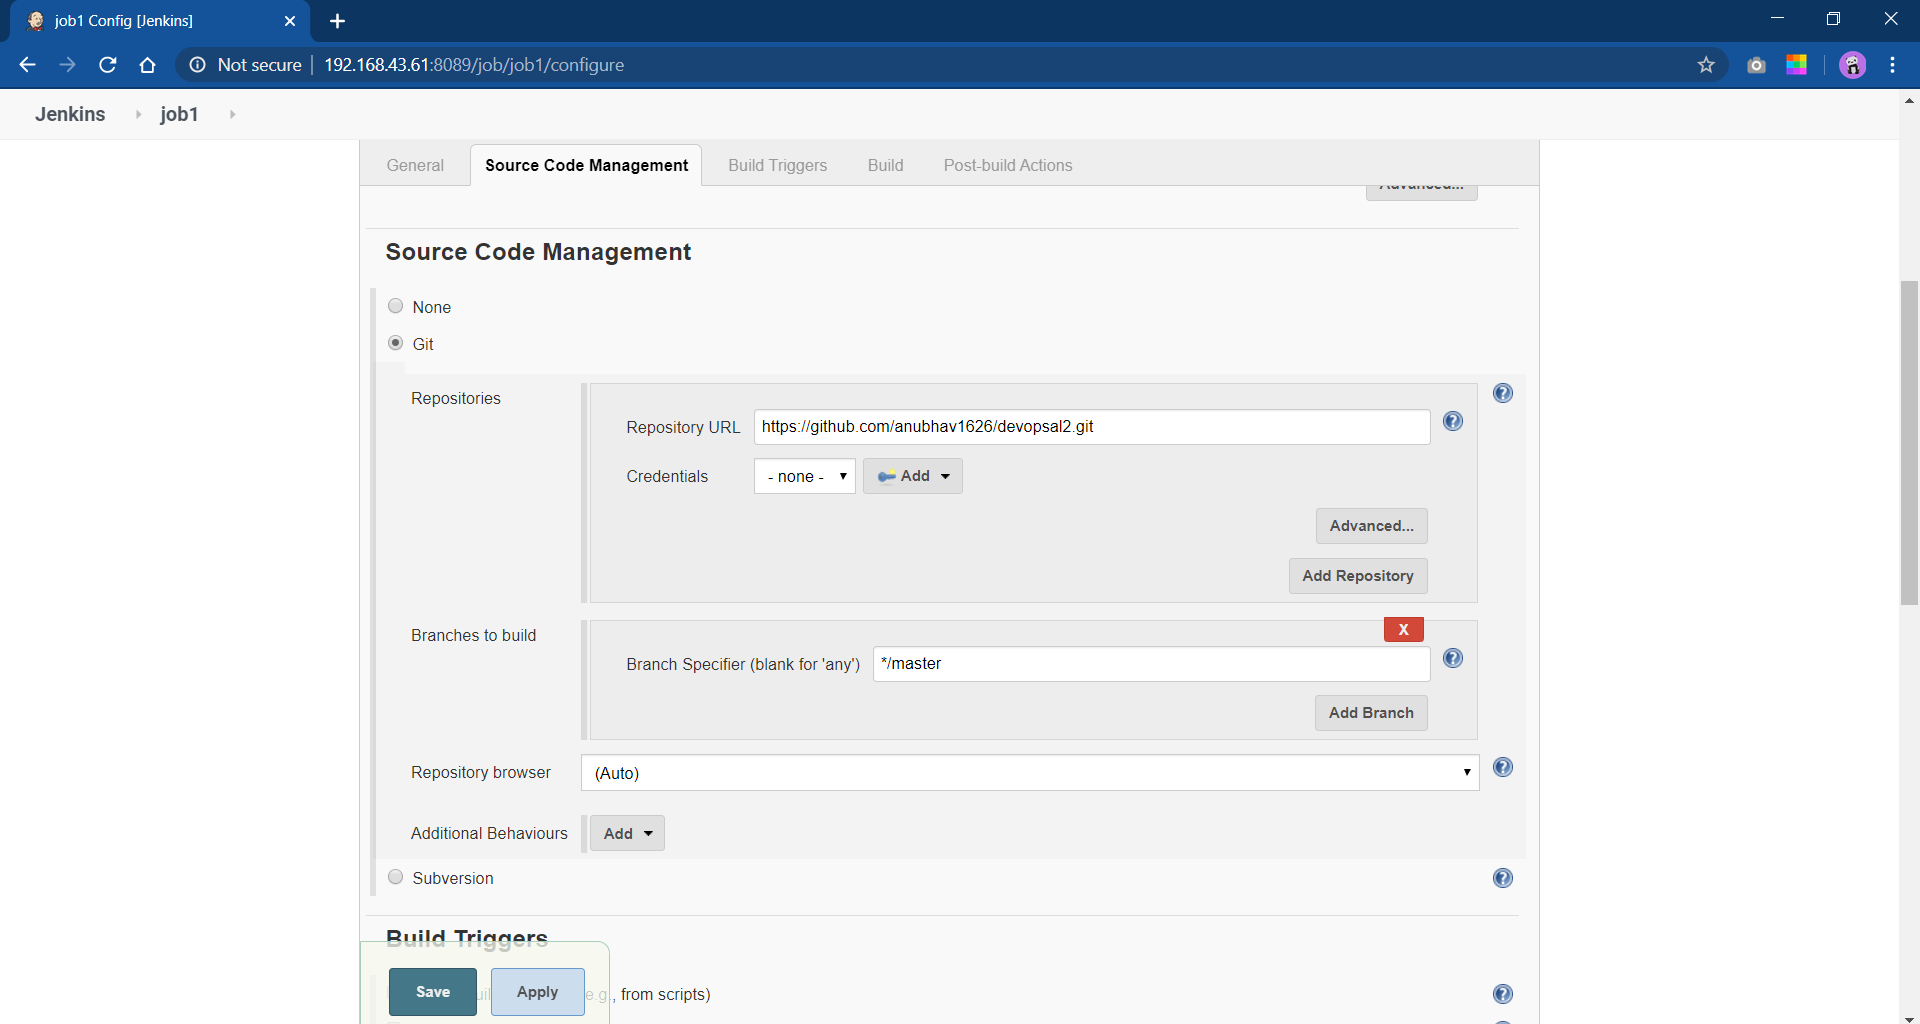 job1 Config [Jenkins]
Not secure 192.168.43.61:8089/job/job1/configure
Jenkins job1
General Source Code Management Build Triggers Build Post-build Actions
Advanced...
Source Code Management
None
Git
Repositories
Repository URL https://github.com/anubhav1626/devopsal2.git
Credentials - none - Add
Advanced...
Add Repository
X
Branches to build
Branch Specifier (blank for 'any') */master
Add Branch
Repository browser (Auto)
Additional Behaviours Add
Subversion
Build Triggers
Save Apply e.g., from scripts)